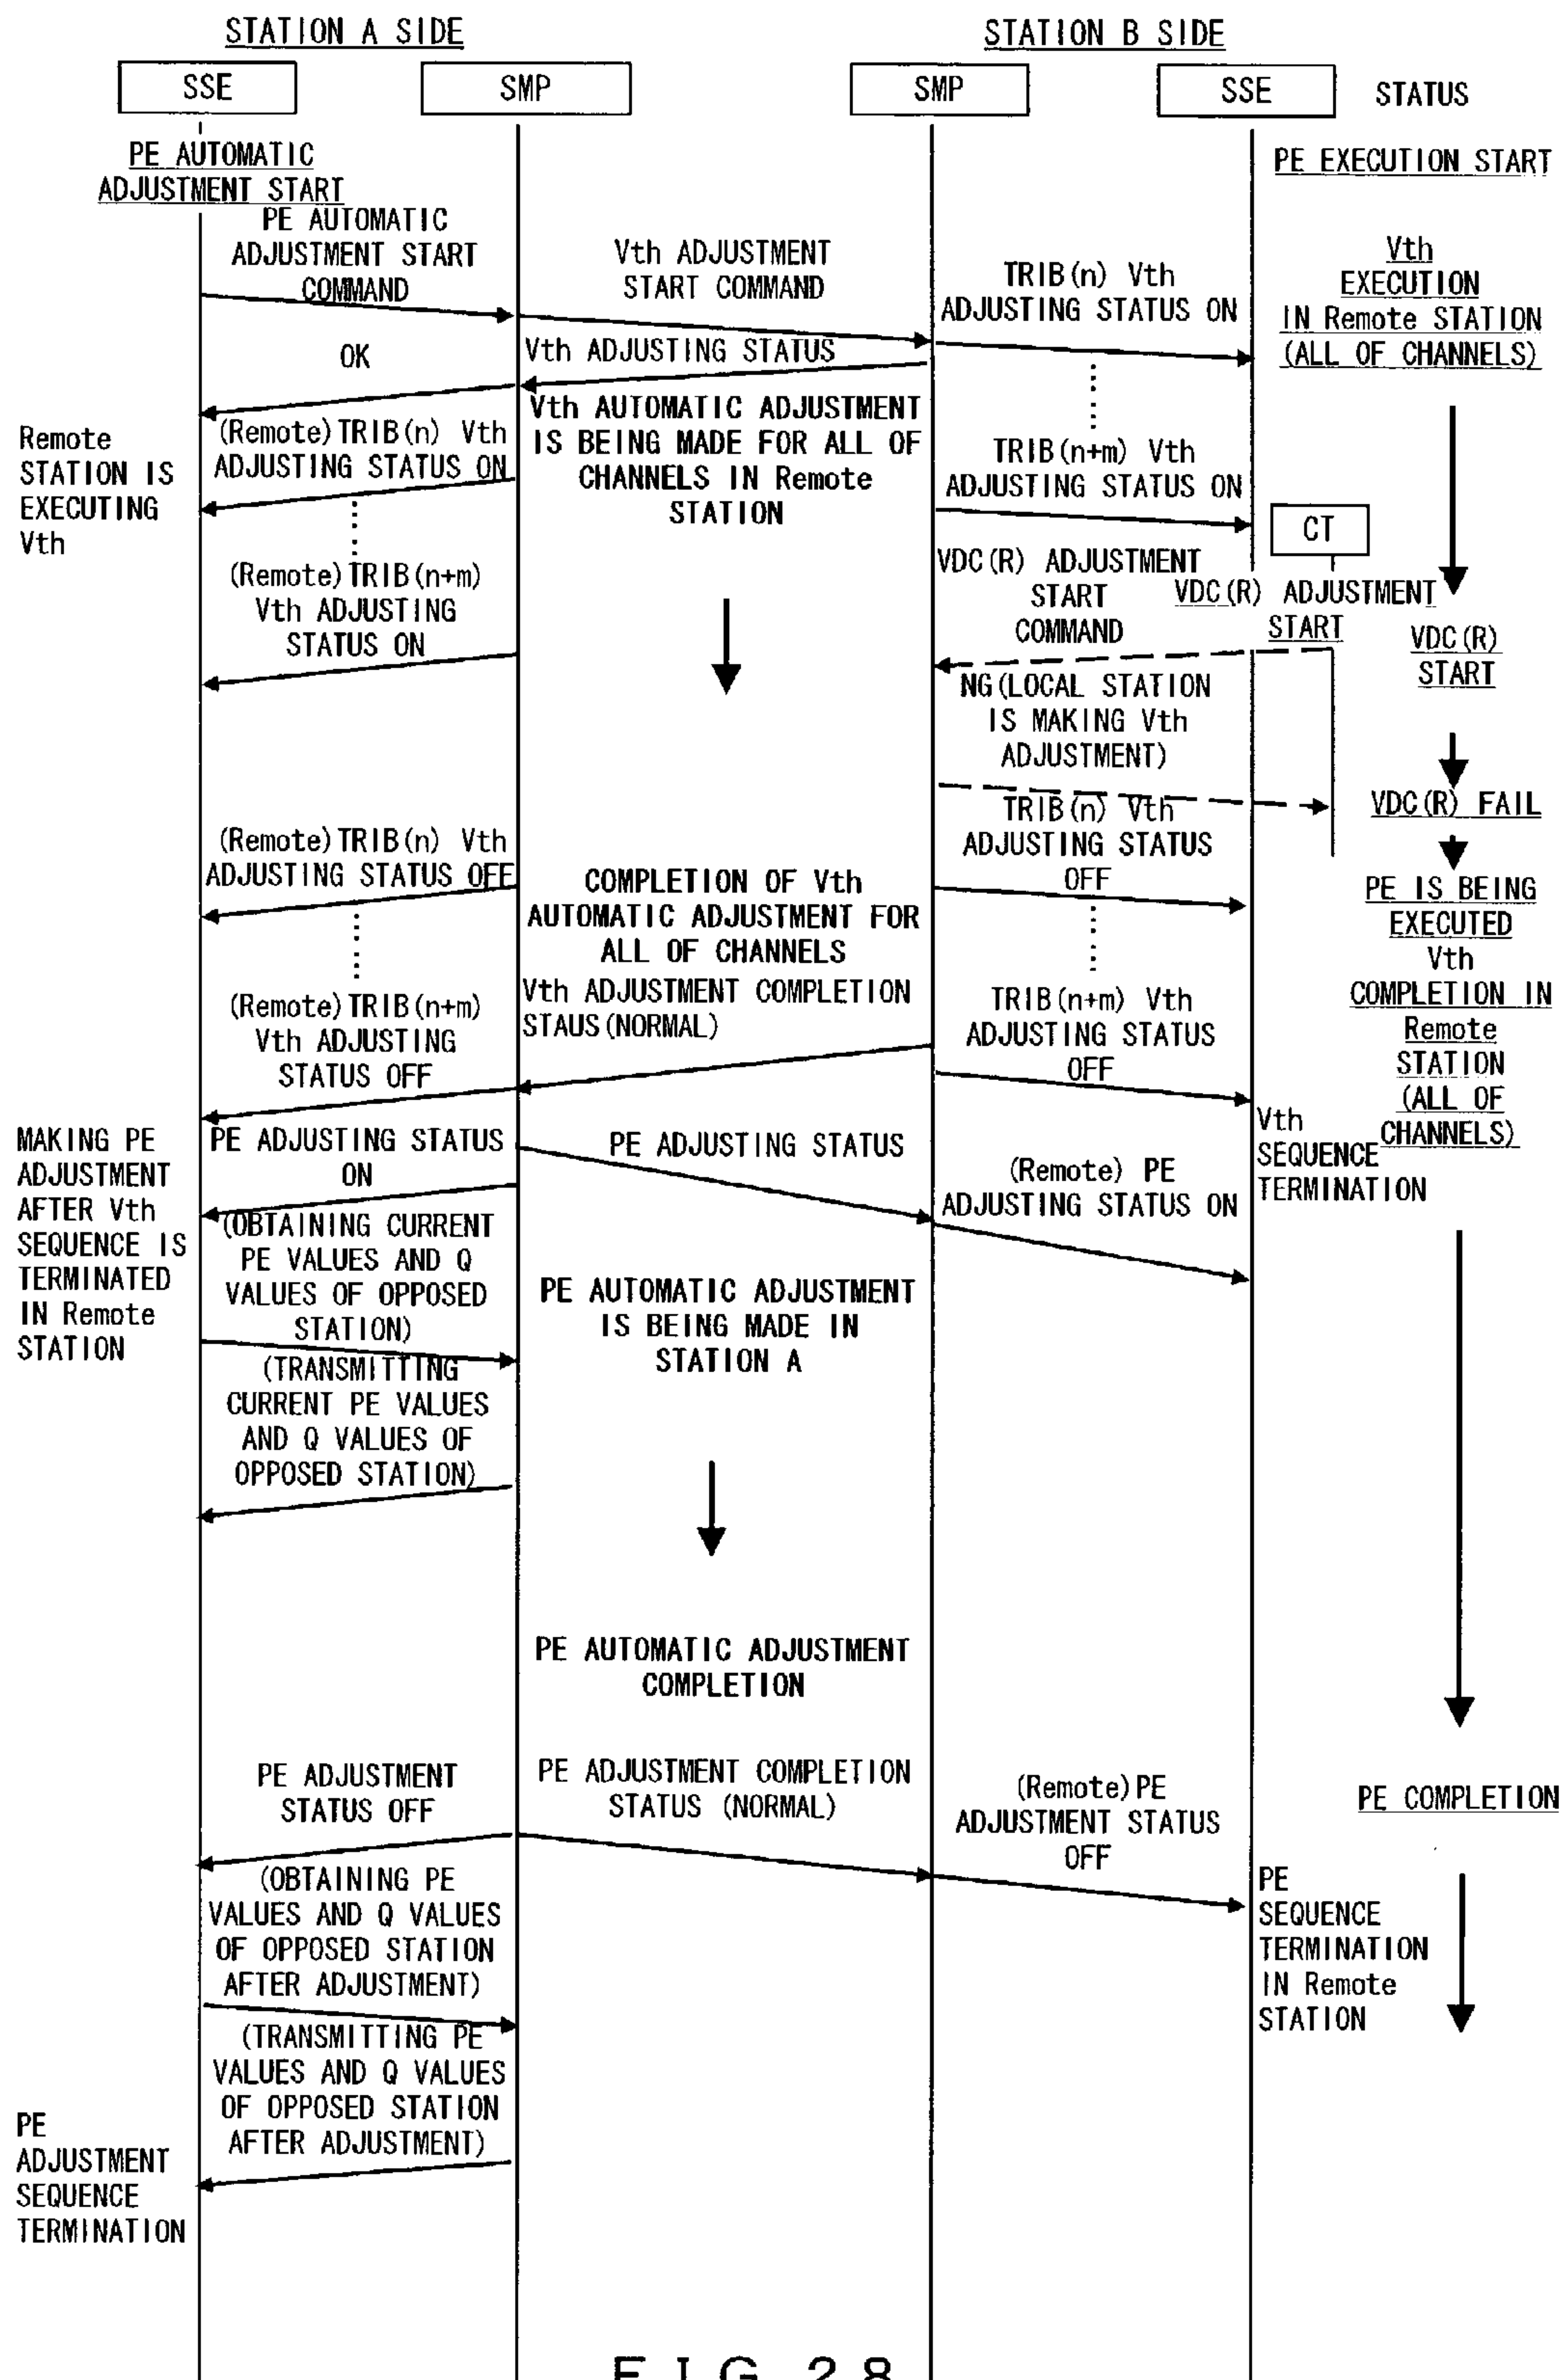 STATION A SIDE
STATION B SIDE
SSE
SMP
SMP
SSE
STATUS
PE AUTOMATIC
ADJUSTMENT START
PE EXECUTION START
PE AUTOMATIC
ADJUSTMENT START
COMMAND
Vth ADJUSTMENT
START COMMAND
TRIB(n) Vth
ADJUSTING STATUS ON
Vth
EXECUTION
IN Remote STATION
(ALL OF CHANNELS)
OK
Vth ADJUSTING STATUS
Remote
STATION IS
EXECUTING
Vth
(Remote)TRIB(n) Vth
ADJUSTING STATUS ON
Vth AUTOMATIC ADJUSTMENT
IS BEING MADE FOR ALL OF
CHANNELS IN Remote
STATION
TRIB(n+m) Vth
ADJUSTING STATUS ON
CT
(Remote)TRIB(n+m)
Vth ADJUSTING
STATUS ON
VDC(R) ADJUSTMENT
START
COMMAND
VDC(R) ADJUSTMENT
START
VDC(R)
START
NG(LOCAL STATION
IS MAKING Vth
ADJUSTMENT)
VDC(R) FAIL
(Remote)TRIB(n) Vth
ADJUSTING STATUS OFF
COMPLETION OF Vth
AUTOMATIC ADJUSTMENT FOR
ALL OF CHANNELS
TRIB(n) Vth
ADJUSTING STATUS
OFF
PE IS BEING
EXECUTED
Vth
COMPLETION IN
Remote
STATION
(ALL OF
CHANNELS)
(Remote)TRIB(n+m)
Vth ADJUSTING
STATUS OFF
Vth ADJUSTMENT COMPLETION
STAUS(NORMAL)
TRIB(n+m) Vth
ADJUSTING STATUS
OFF
Vth
SEQUENCE
TERMINATION
MAKING PE
ADJUSTMENT
AFTER Vth
SEQUENCE IS
TERMINATED
IN Remote
STATION
PE ADJUSTING STATUS
ON
PE ADJUSTING STATUS
(Remote) PE
ADJUSTING STATUS ON
(OBTAINING CURRENT
PE VALUES AND Q
VALUES OF OPPOSED
STATION)
PE AUTOMATIC ADJUSTMENT
IS BEING MADE IN
STATION A
(TRANSMITTING
CURRENT PE VALUES
AND Q VALUES OF
OPPOSED STATION)
PE AUTOMATIC ADJUSTMENT
COMPLETION
PE ADJUSTMENT
STATUS OFF
PE ADJUSTMENT COMPLETION
STATUS (NORMAL)
(Remote)PE
ADJUSTMENT STATUS
OFF
PE COMPLETION
(OBTAINING PE
VALUES AND Q VALUES
OF OPPOSED STATION
AFTER ADJUSTMENT)
PE
SEQUENCE
TERMINATION
IN Remote
STATION
(TRANSMITTING PE
VALUES AND Q VALUES
OF OPPOSED STATION
AFTER ADJUSTMENT)
PE
ADJUSTMENT
SEQUENCE
TERMINATION
FIG. 28